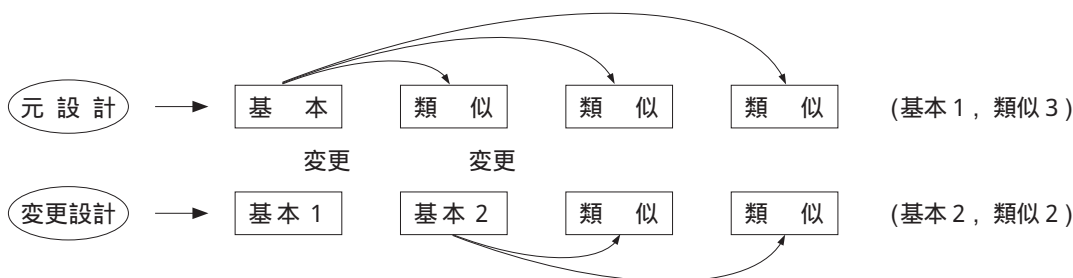 元設計 基本 類似 類似 類似 (基本1，類似3)
変更 変更
変更設計 基本1 基本2 類似 類似 (基本2，類似2)